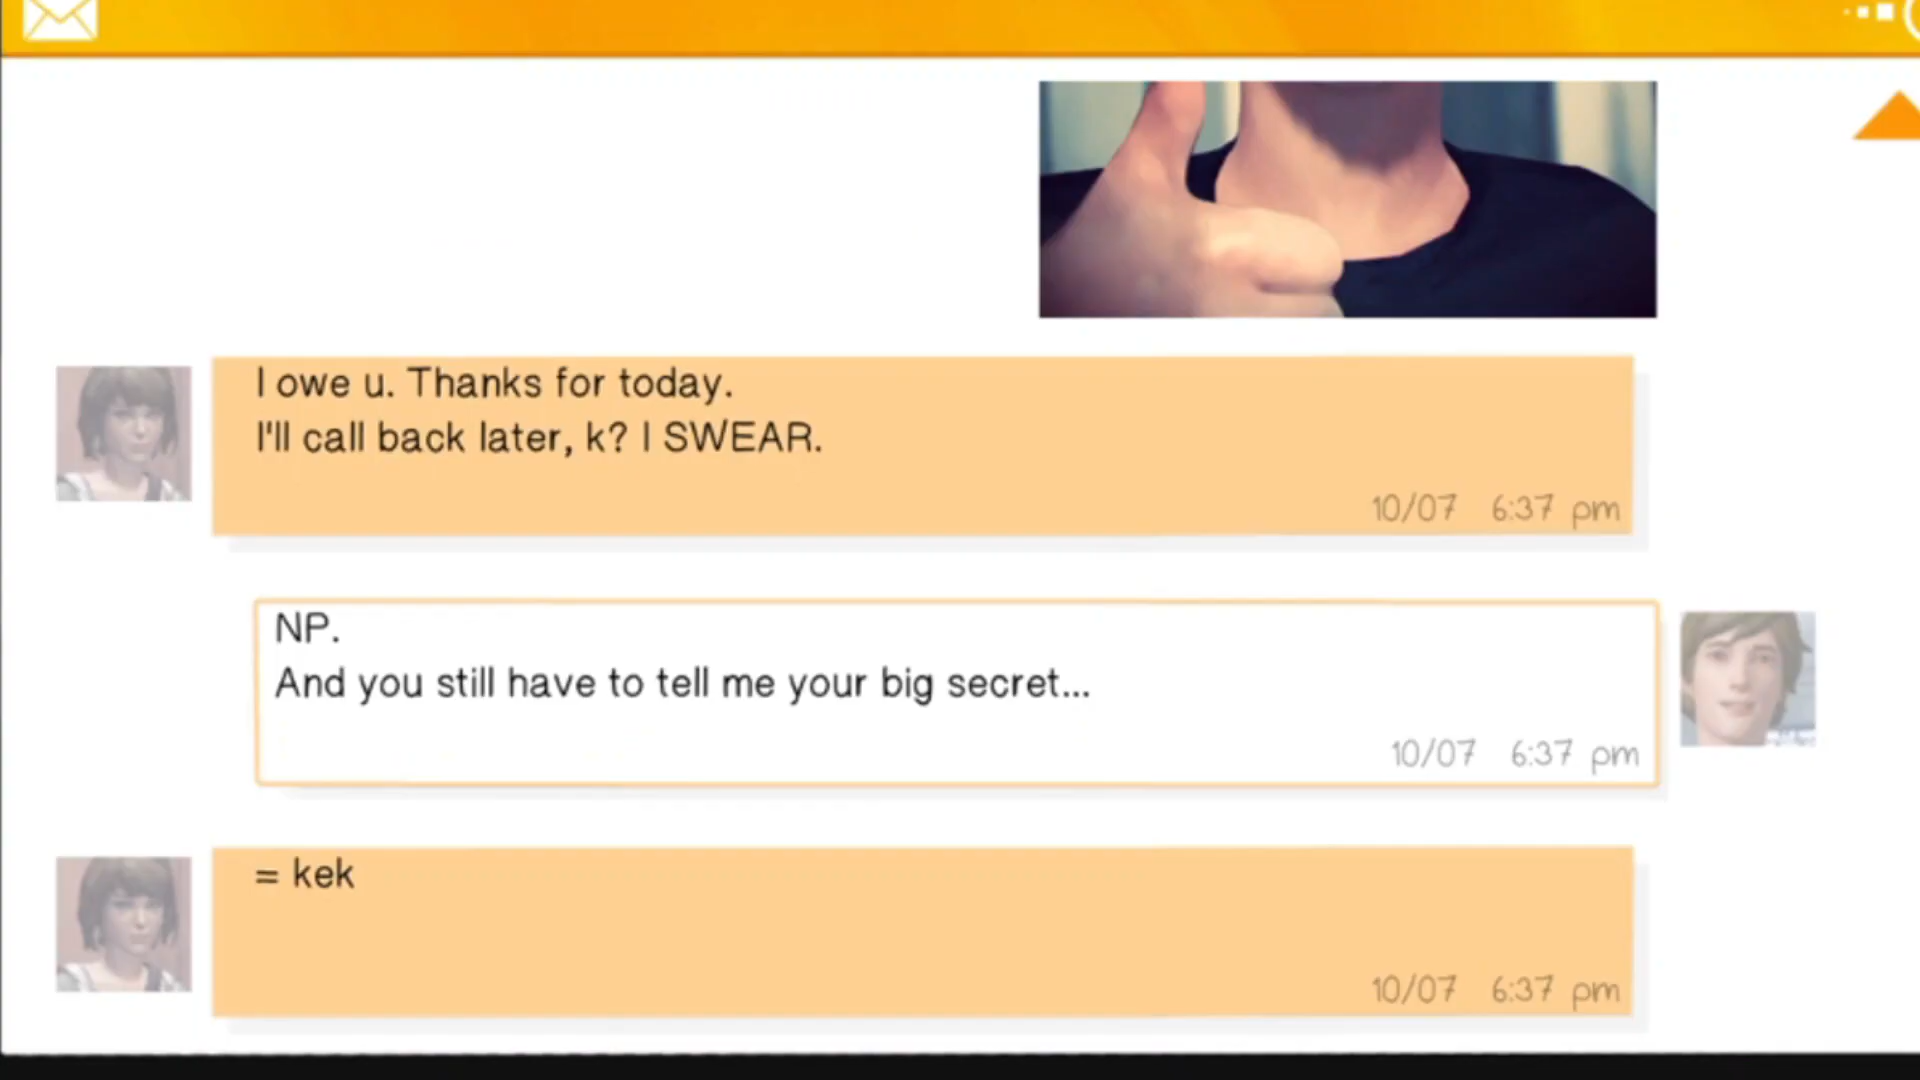 I owe u. Thanks for today.
I'll call back later, k? I SWEAR.
10/07 6:37 pm
NP.
And you still have to tell me your big secret...
10/07 6:37 pm
= kek
10/07 6:37 pm